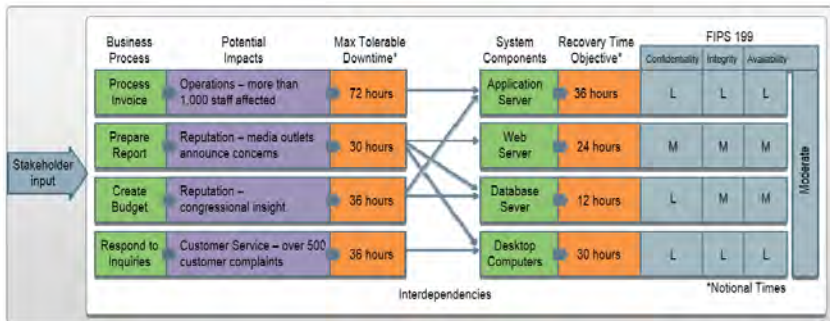 FIPS 199
Business
Process
Potential
Impacts
Max Tolerable
Downtime*
System
Components
Recovery Time
Objective*
Confidentiality
Integrity
Availability
Process
Invoice
Operations – more than
1,000 staff affected
72 hours
Application
Server
36 hours
L
L
L
Prepare
Report
Reputation – media outlets
announce concerns
30 hours
Web
Server
24 hours
M
M
M
Stakeholder
input
Create
Budget
Reputation –
congressional insight
36 hours
Database
Sever
12 hours
L
M
M
Moderate
Respond to
Inquiries
Customer Service – over 500
customer complaints
36 hours
Desktop
Computers
30 hours
L
L
L
Interdependencies
*Notional Times